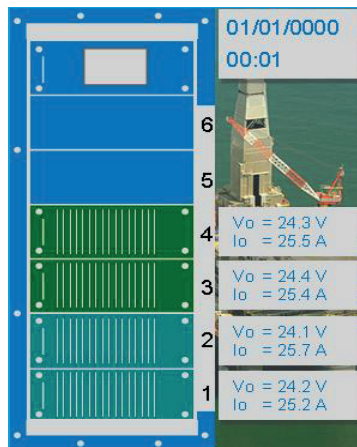 01/01/0000
00:01
6
5
4
Vo = 24.3 V
Io = 25.5 A
3
Vo = 24.4 V
Io = 25.4 A
2
Vo = 24.1 V
Io = 25.7 A
1
Vo = 24.2 V
Io = 25.2 A